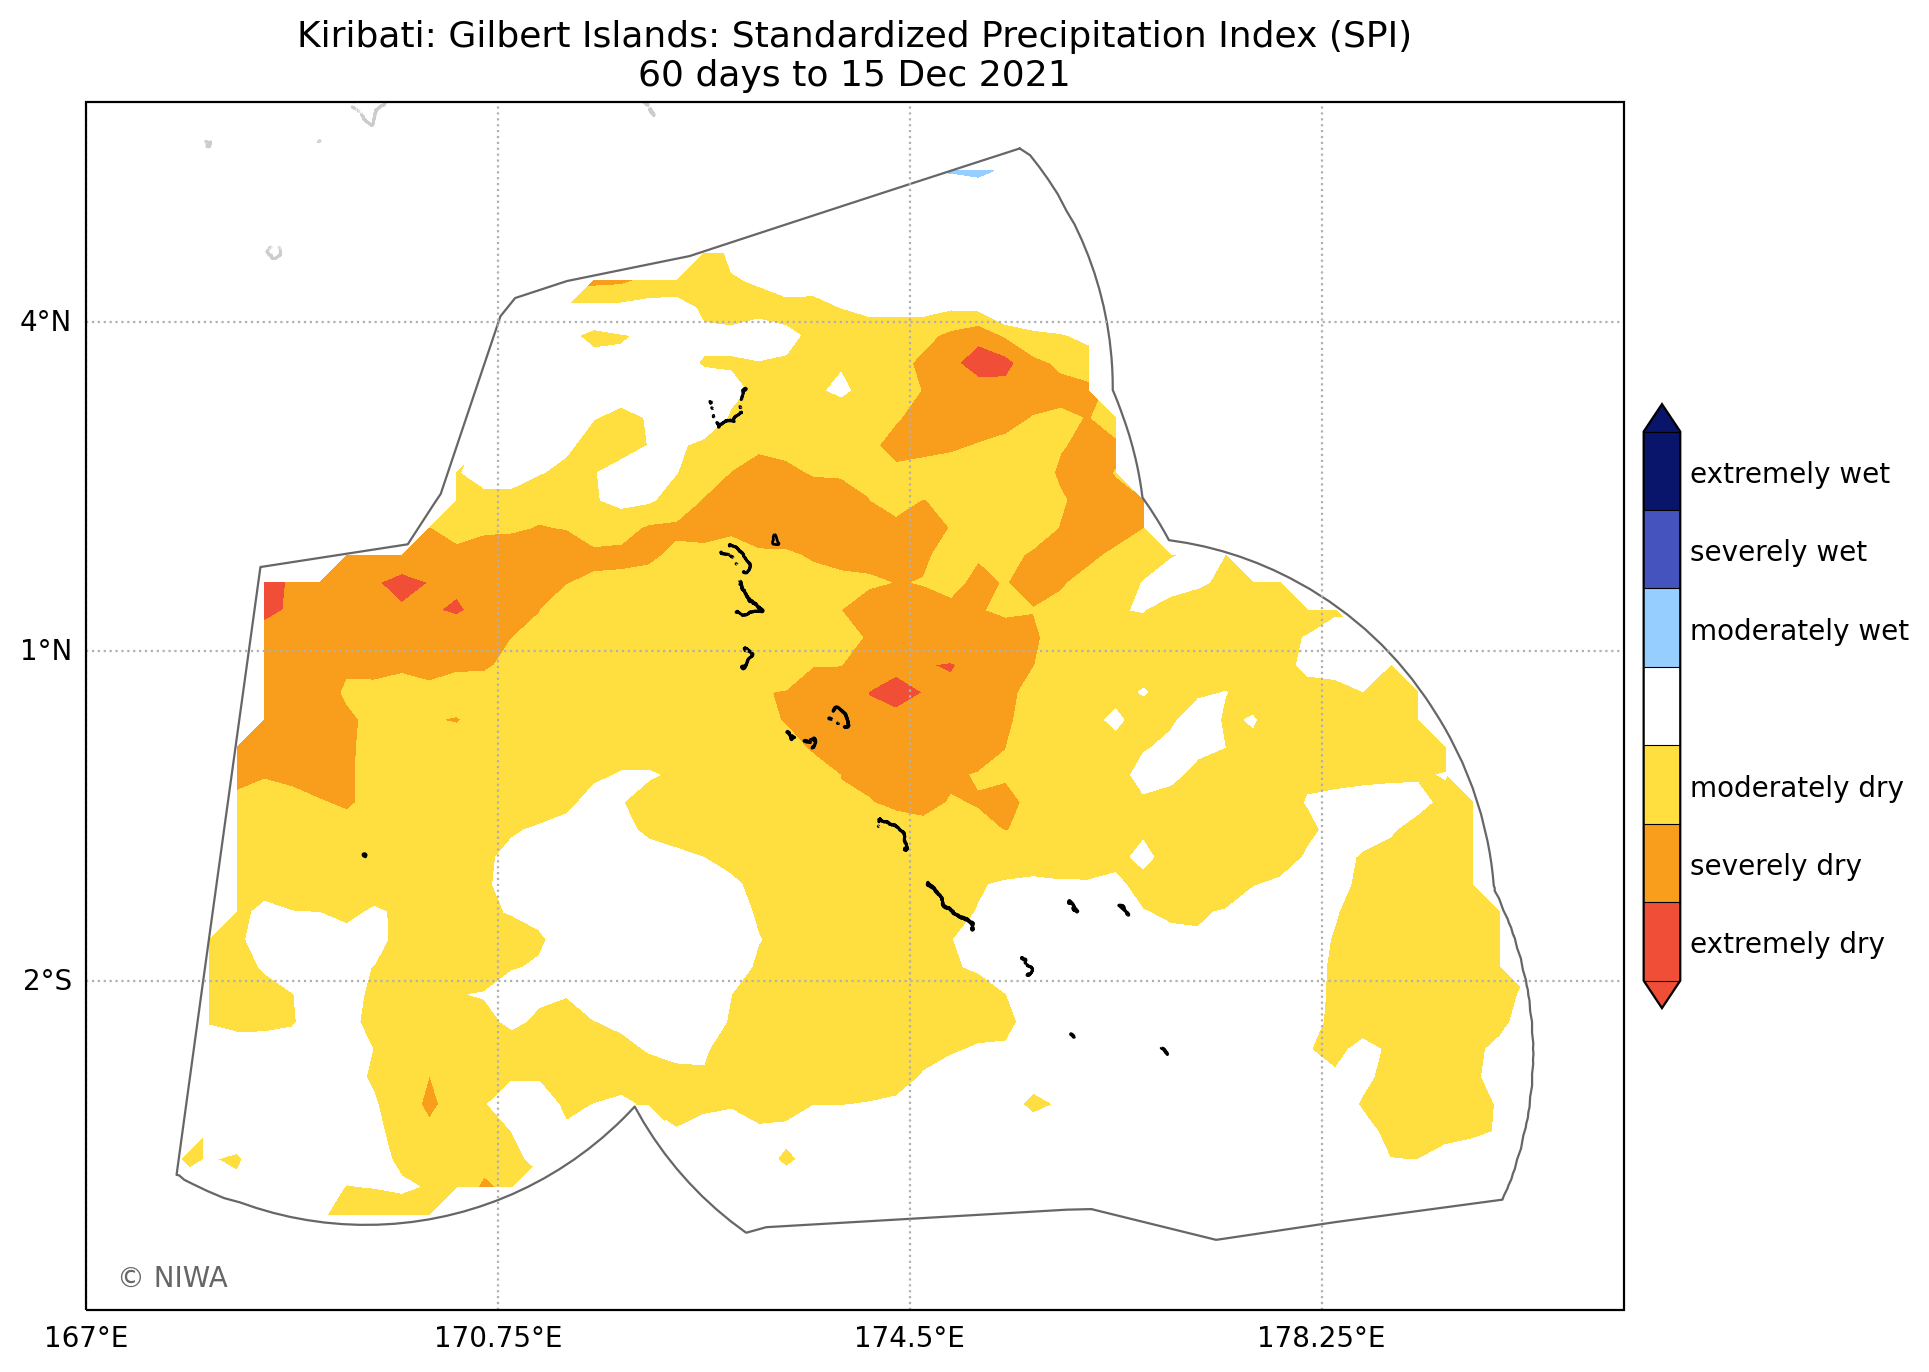 Kiribati: Gilbert Islands: Standardized Precipitation Index (SPI)
60 days to 15 Dec 2021
4°N
1°N
2°S
167°E
170.75°E
174.5°E
178.25°E
© NIWA
extremely wet
severely wet
moderately wet
moderately dry
severely dry
extremely dry